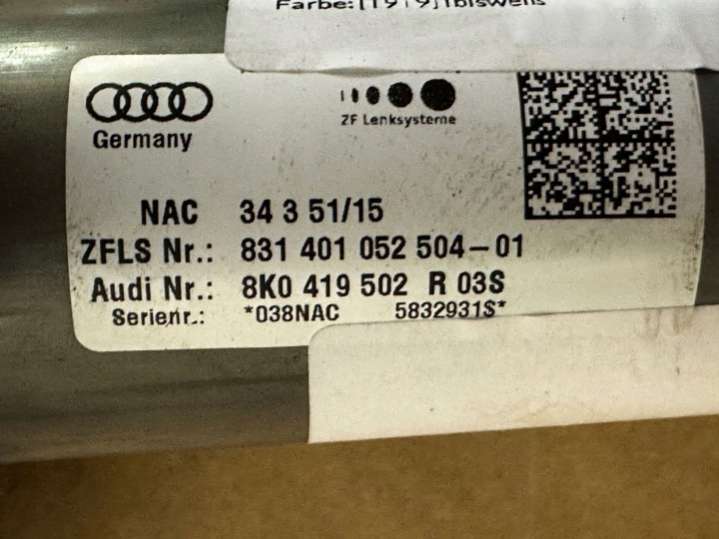 Germany
ZF Lenksysteme
NAC 34 3 51/15
ZFLS Nr.: 831 401 052 504-01
Audi Nr.: 8K0 419 502 R 03S
Serienr.: *038NAC 5832931S*